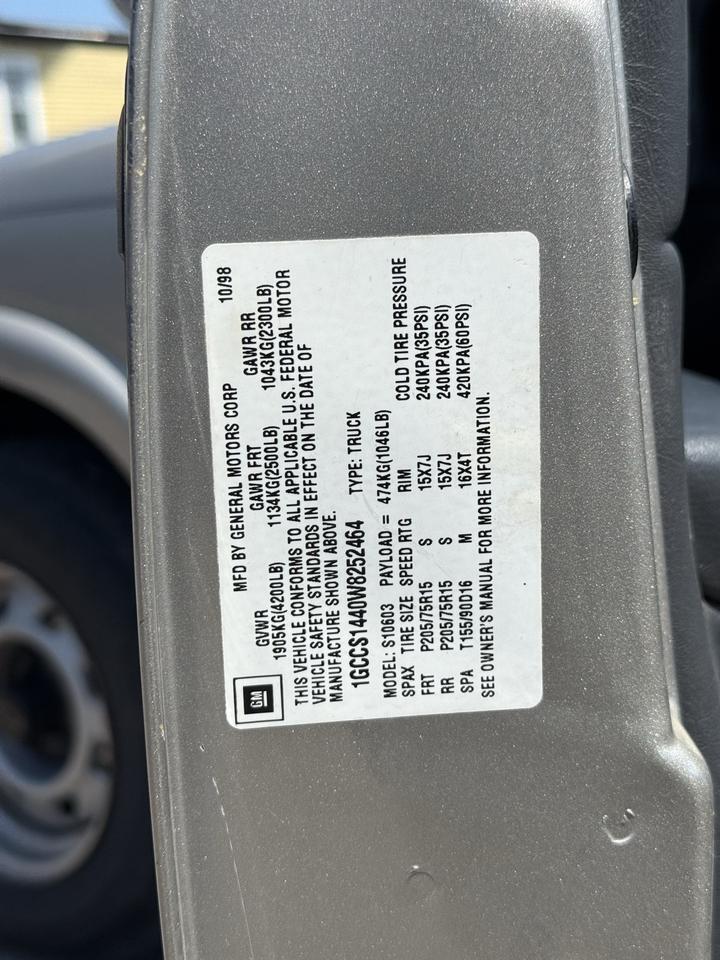 MFD BY GENERAL MOTORS CORP 10/98
GVWR GAWR FRT GAWR RR
1905KG(4200LB) 1134KG(2500LB) 1043KG(2300LB)
THIS VEHICLE CONFORMS TO ALL APPLICABLE U.S. FEDERAL MOTOR
VEHICLE SAFETY STANDARDS IN EFFECT ON THE DATE OF
MANUFACTURE SHOWN ABOVE.
1GCCS1440W8252464 TYPE: TRUCK
MODEL: S10603 PAYLOAD = 474KG(1046LB)
SPAX TIRE SIZE SPEED RTG RIM COLD TIRE PRESSURE
FRT P205/75R15 S 15X7J 240KPA(35PSI)
RR P205/75R15 S 15X7J 240KPA(35PSI)
SPA T155/90D16 M 16X4T 420KPA(60PSI)
SEE OWNER'S MANUAL FOR MORE INFORMATION.
GM